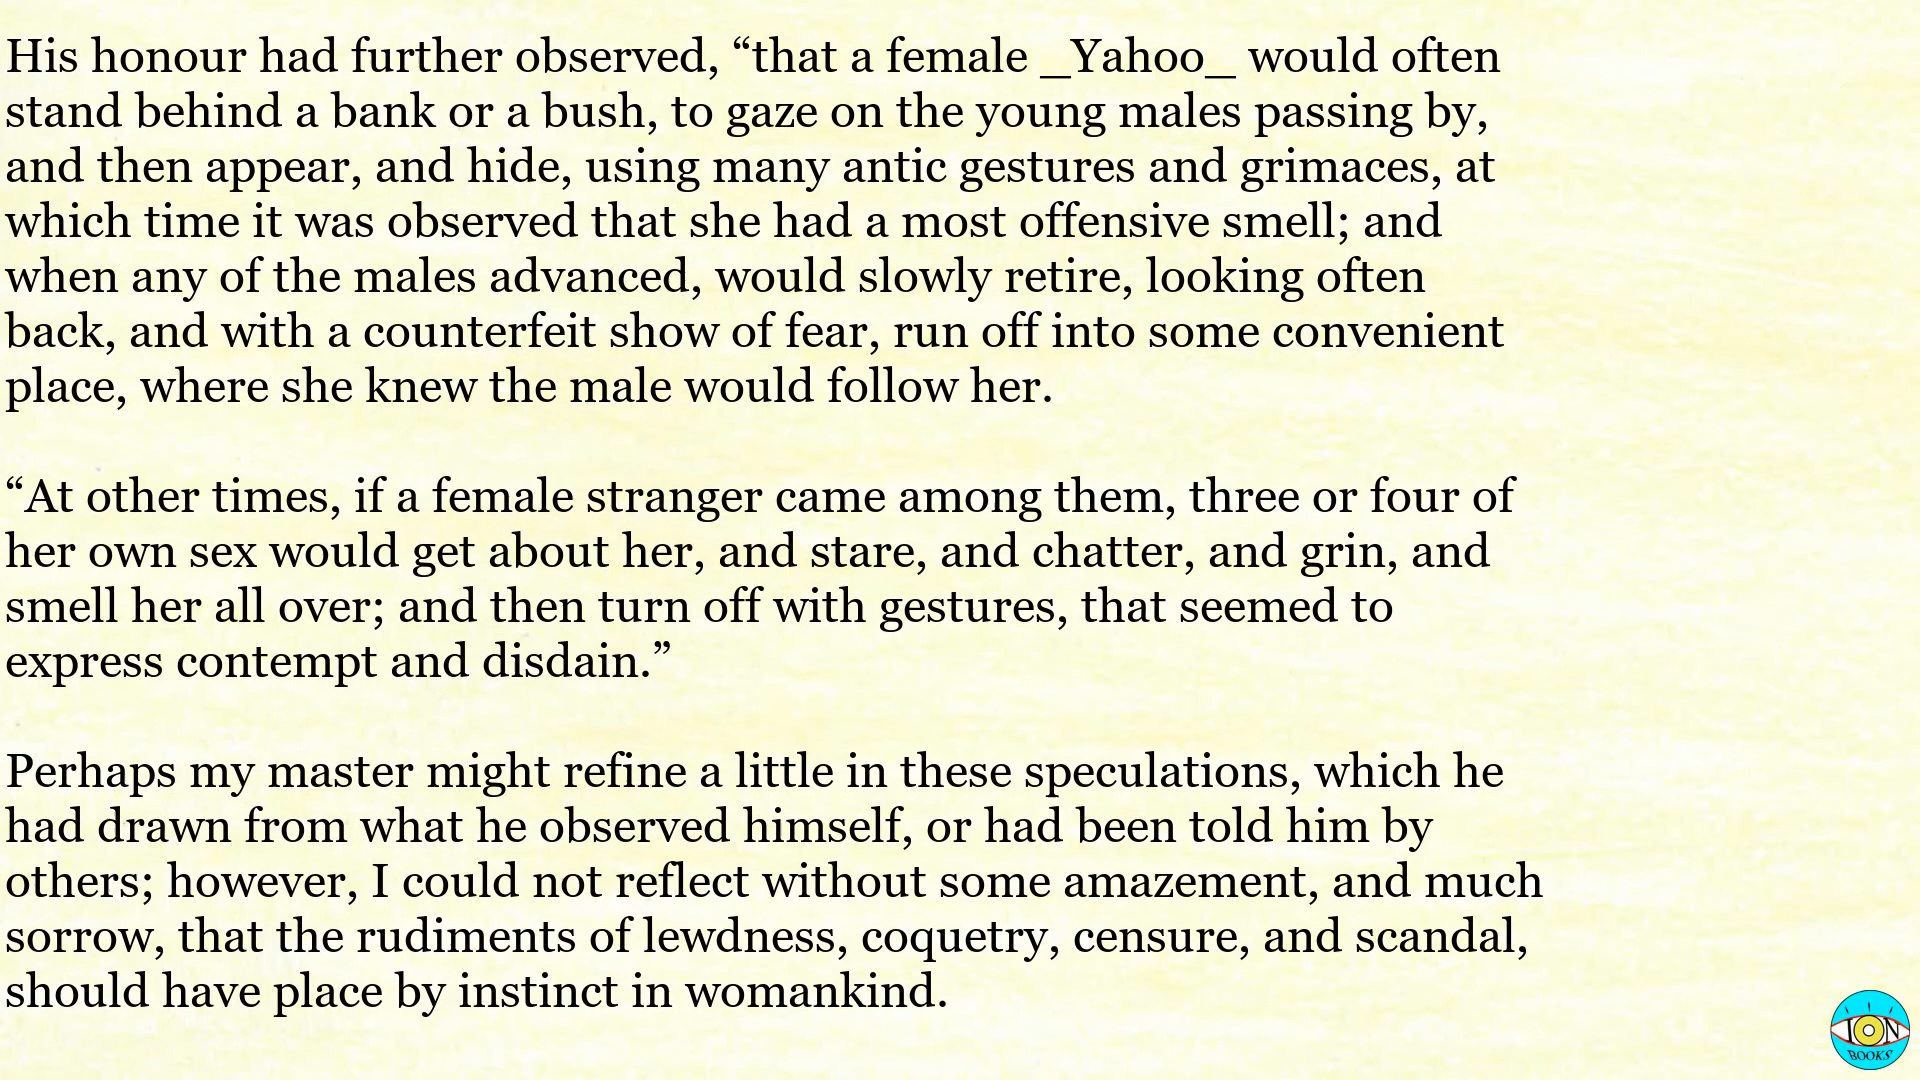 His honour had further observed, “that a female _Yahoo_ would often
stand behind a bank or a bush, to gaze on the young males passing by,
and then appear, and hide, using many antic gestures and grimaces, at
which time it was observed that she had a most offensive smell; and
when any of the males advanced, would slowly retire, looking often
back, and with a counterfeit show of fear, run off into some convenient
place, where she knew the male would follow her.
“At other times, if a female stranger came among them, three or four of
her own sex would get about her, and stare, and chatter, and grin, and
smell her all over; and then turn off with gestures, that seemed to
express contempt and disdain.”
Perhaps my master might refine a little in these speculations, which he
had drawn from what he observed himself, or had been told him by
others; however, I could not reflect without some amazement, and much
sorrow, that the rudiments of lewdness, coquetry, censure, and scandal,
should have place by instinct in womankind.
ION
BOOKS